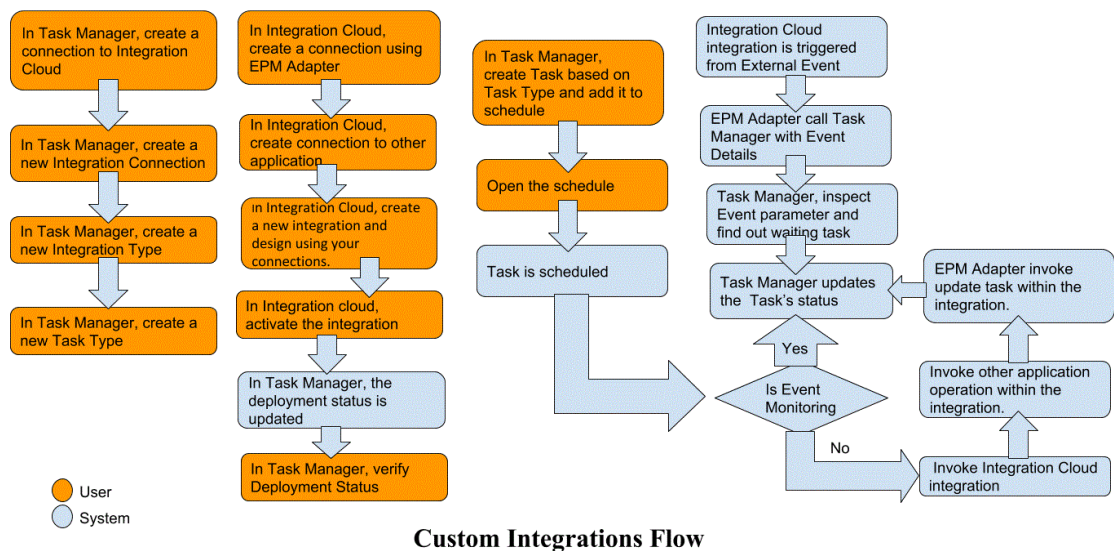 In Task Manager, create a
connection to Integration
Cloud
In Task Manager, create a
new Integration Connection
In Task Manager, create a
new Integration Type
In Task Manager, create a
new Task Type
In Integration Cloud,
create a connection using
EPM Adapter
In Integration Cloud,
create connection to other
application
In Integration Cloud, create
a new integration and
design using your
connections.
In Integration cloud,
activate the integration
In Task Manager, the
deployment status is
updated
In Task Manager, verify
Deployment Status
In Task Manager,
create Task based on
Task Type and add it to
schedule
Open the schedule
Task is scheduled
Integration Cloud
integration is triggered
from External Event
EPM Adapter call Task
Manager with Event
Details
Task Manager, inspect
Event parameter and
find out waiting task
Task Manager updates
the Task's status
Yes
Is Event
Monitoring
No
EPM Adapter invoke
update task within the
integration.
Invoke other application
operation within the
integration.
Invoke Integration Cloud
integration
User
System
Custom Integrations Flow